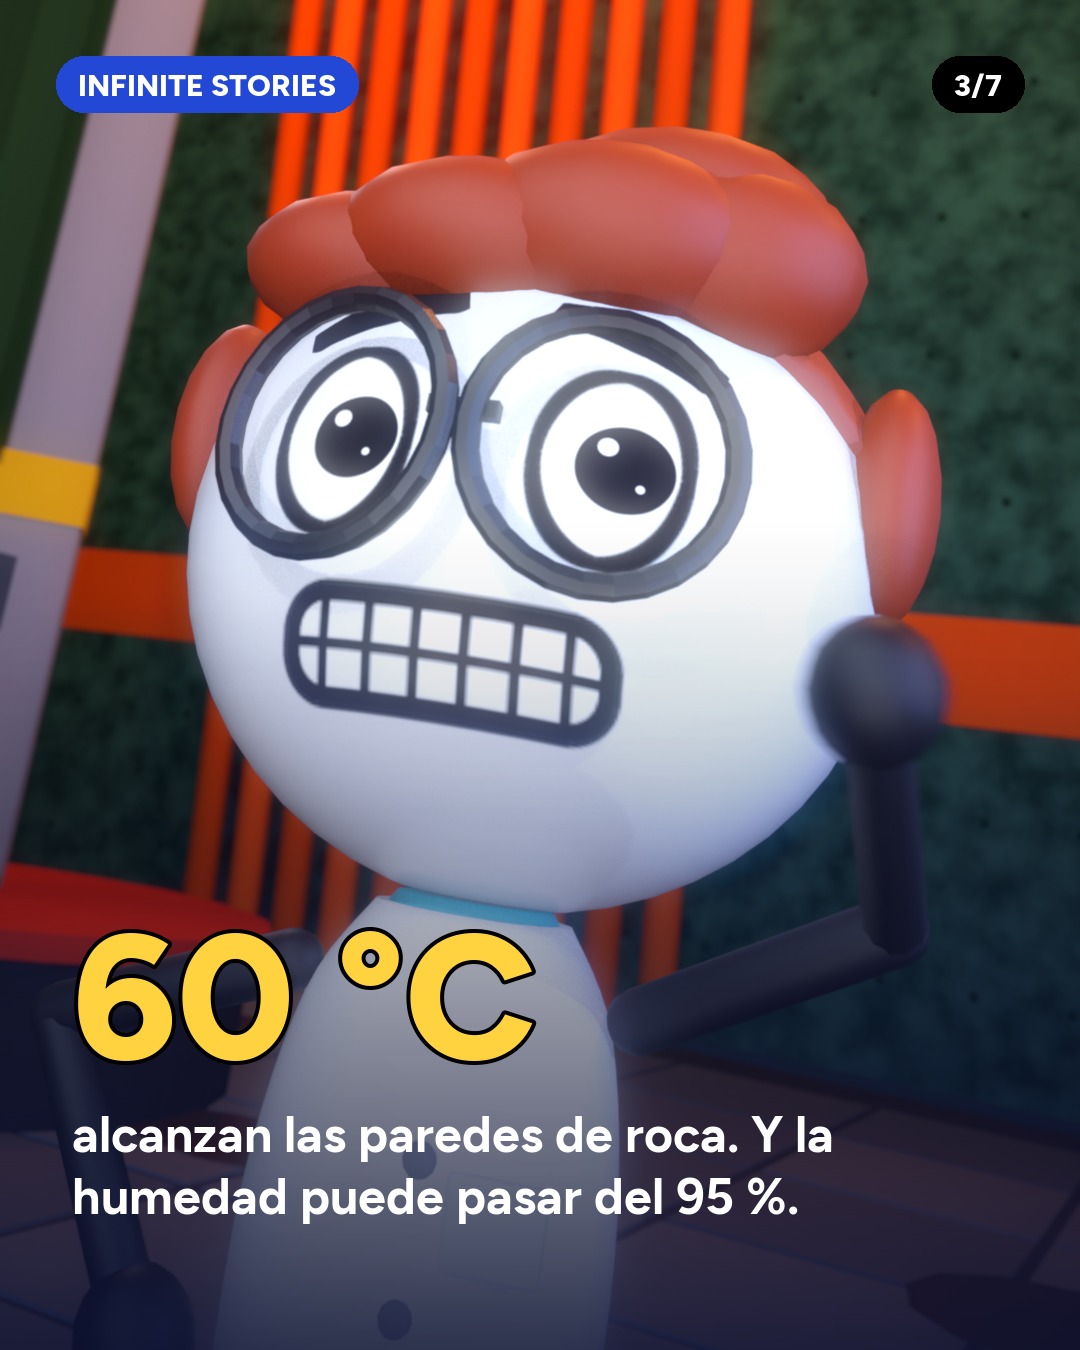 INFINITE STORIES
3/7
60 °C
alcanzan las paredes de roca. Y la
humedad puede pasar del 95 %.